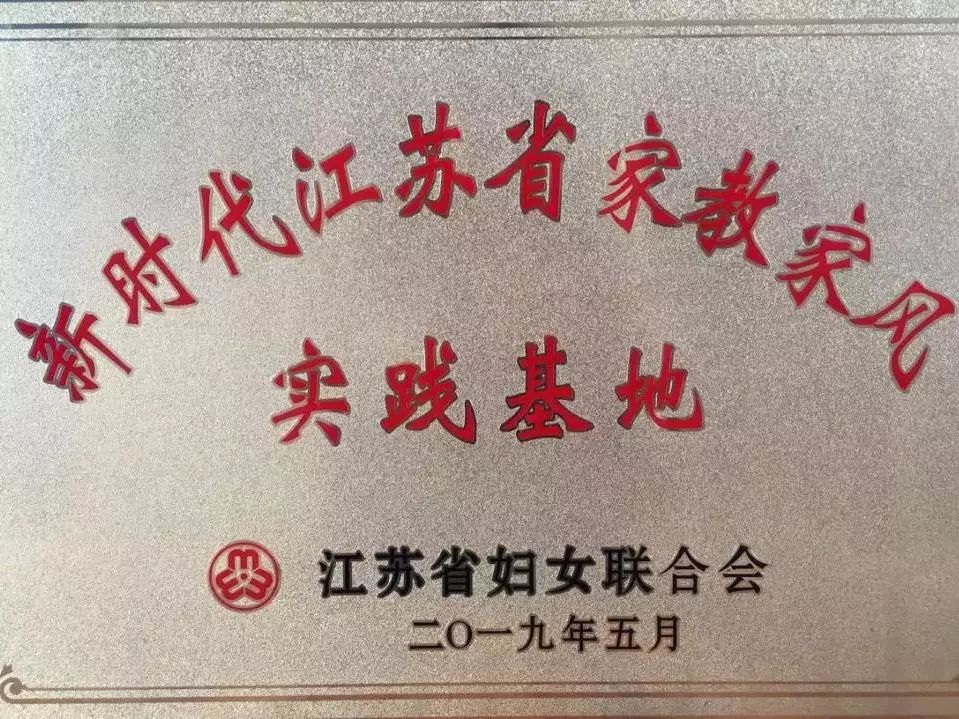 新时代江苏省家教家风
实践基地
江苏省妇女联合会
二〇一九年五月